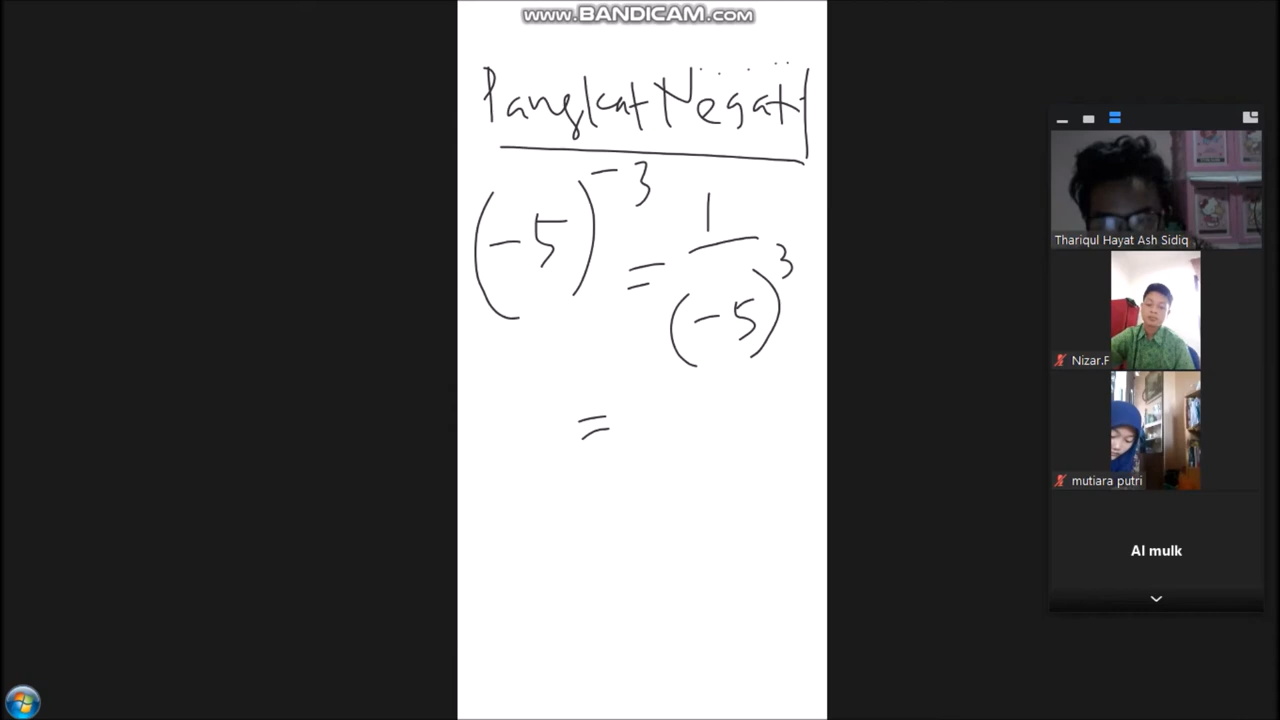 www.BANDICAM.com
Pangkat Negatif
(-5)^-3 = 1/(-5)^3
=
Thariqul Hayat Ash Sidiq
Nizar.F
mutiara putri
Al mulk